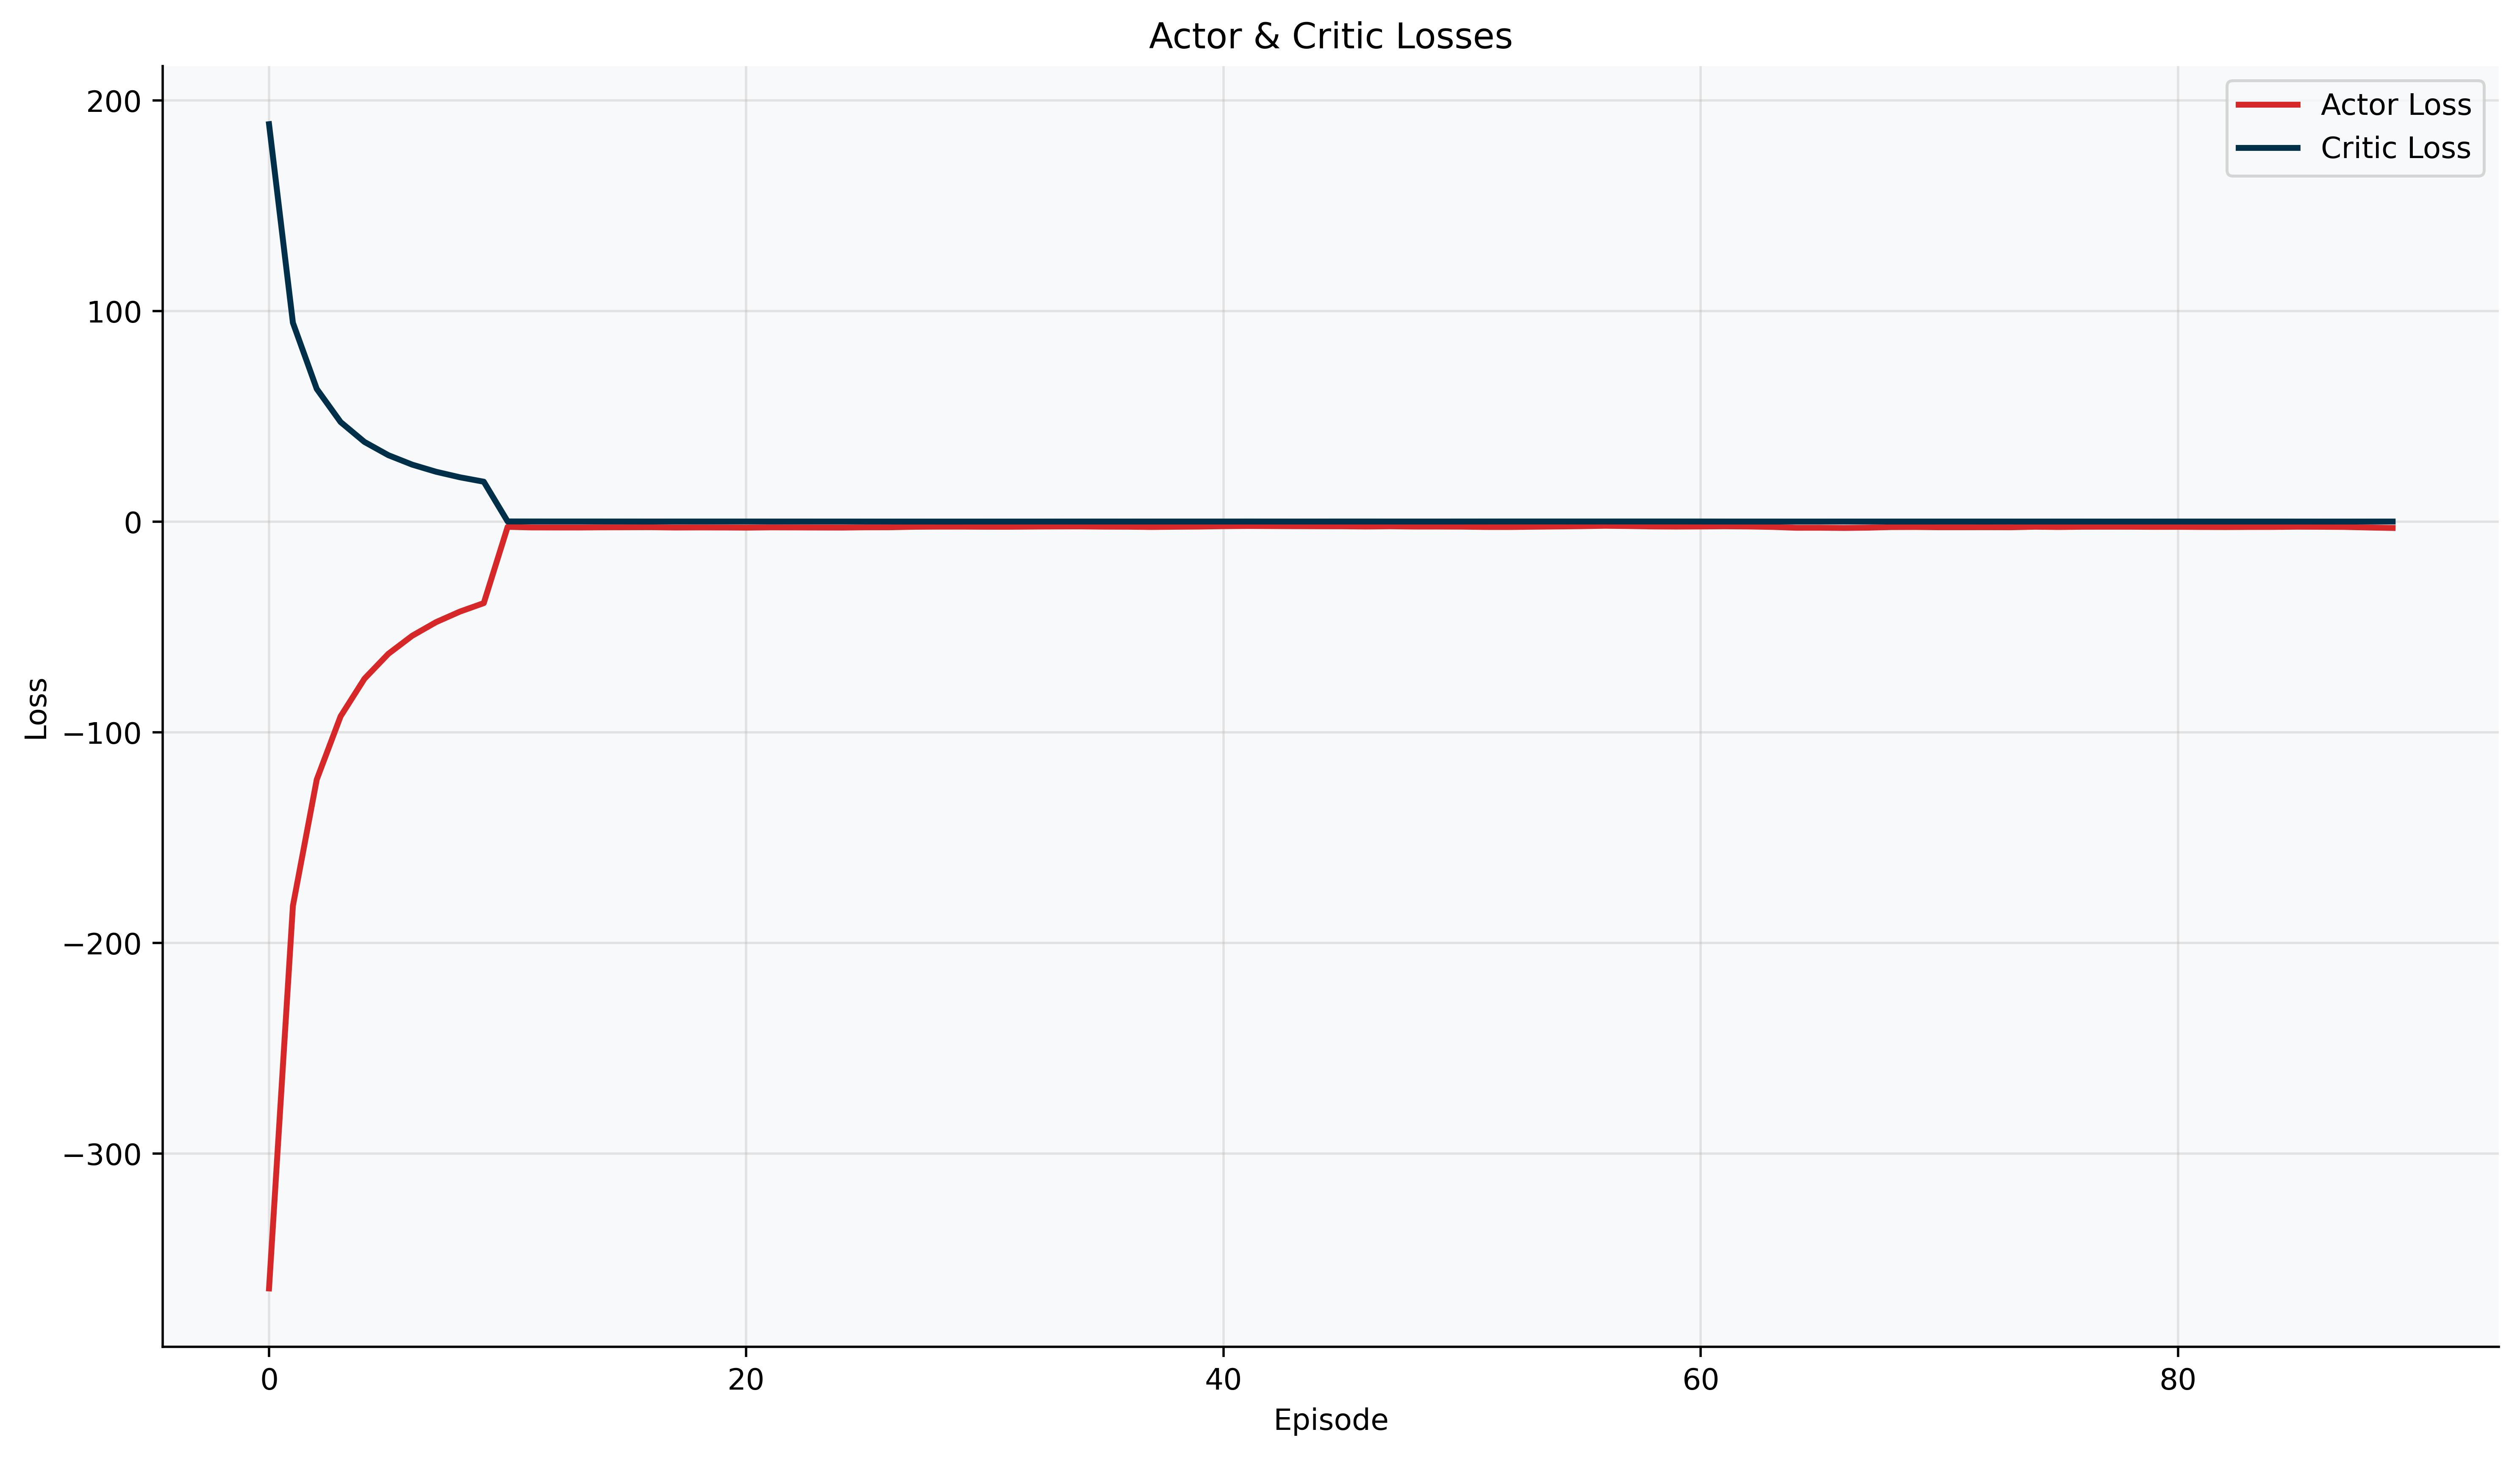 Actor & Critic Losses
Actor Loss
Critic Loss
200
100
0
−100
−200
−300
Loss
0 20 40 60 80
Episode